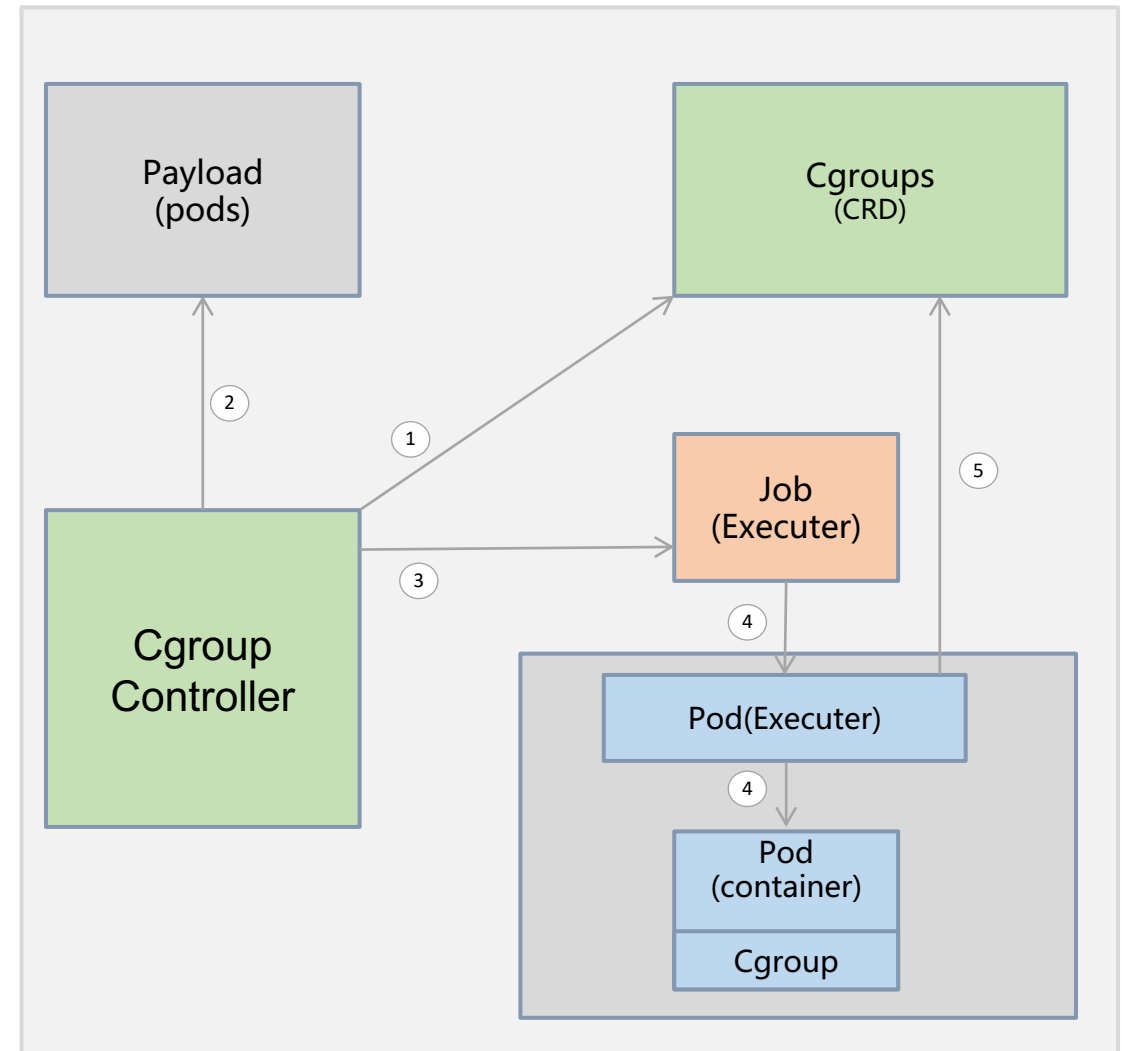 Payload
(pods)
Cgroups
(CRD)
2
1
Job
(Executer)
5
3
Cgroup
Controller
4
Pod(Executer)
4
Pod
(container)
Cgroup